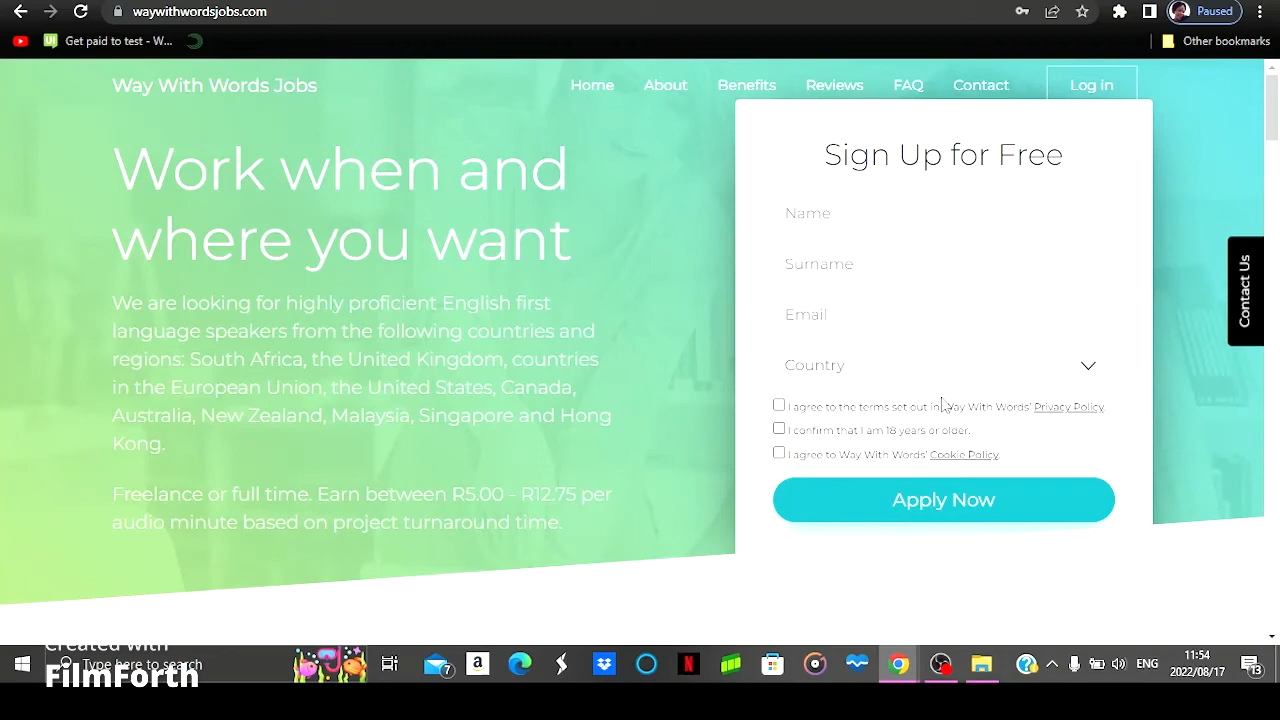 waywithwordsjobs.com
Paused
Get paid to test - W...
Other bookmarks
Way With Words Jobs
Home
About
Benefits
Reviews
FAQ
Contact
Log in
Work when and
where you want
We are looking for highly proficient English first
language speakers from the following countries and
regions: South Africa, the United Kingdom, countries
in the European Union, the United States, Canada,
Australia, New Zealand, Malaysia, Singapore and Hong
Kong.
Freelance or full time. Earn between R5.00 - R12.75 per
audio minute based on project turnaround time.
Sign Up for Free
Name
Surname
Email
Country
I agree to the terms set out in Way With Words' Privacy Policy.
I confirm that I am 18 years or older.
I agree to Way With Words' Cookie Policy.
Apply Now
Contact Us
Created with
FilmForth
Type here to search
7
a
N
ENG
11:54
2022/08/17
13